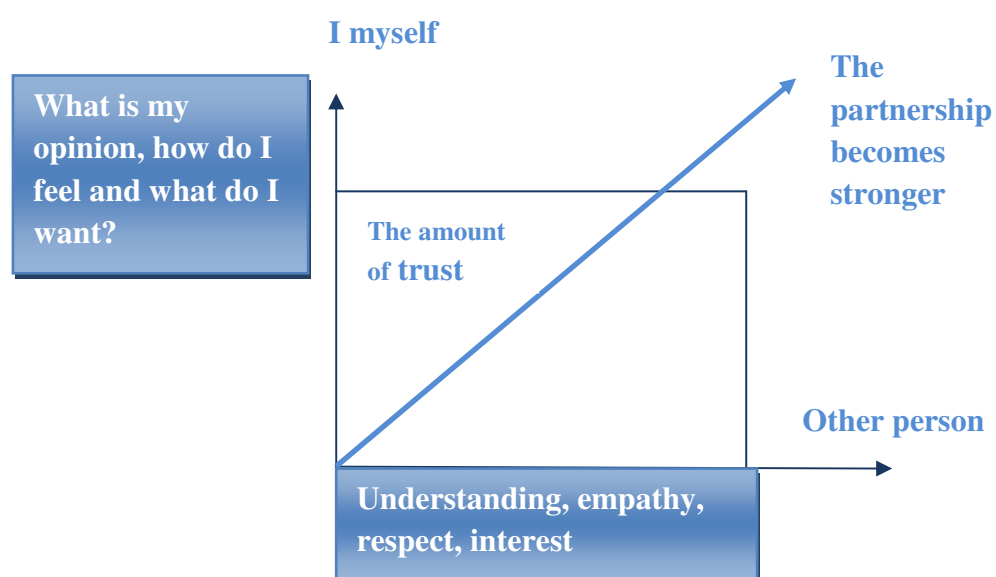 I myself
What is my
opinion, how do I
feel and what do I
want?
The
partnership
becomes
stronger
The amount
of trust
Other person
Understanding, empathy,
respect, interest